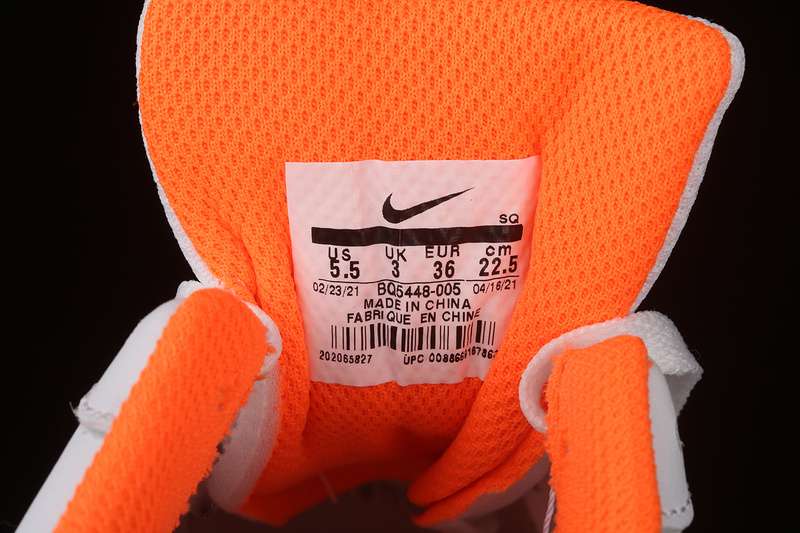 SQ
US UK EUR cm
5.5 3 36 22.5
02/23/21 BQ5448-005 04/16/21
MADE IN CHINA
FABRIQUE EN CHINE
202065827 UPC